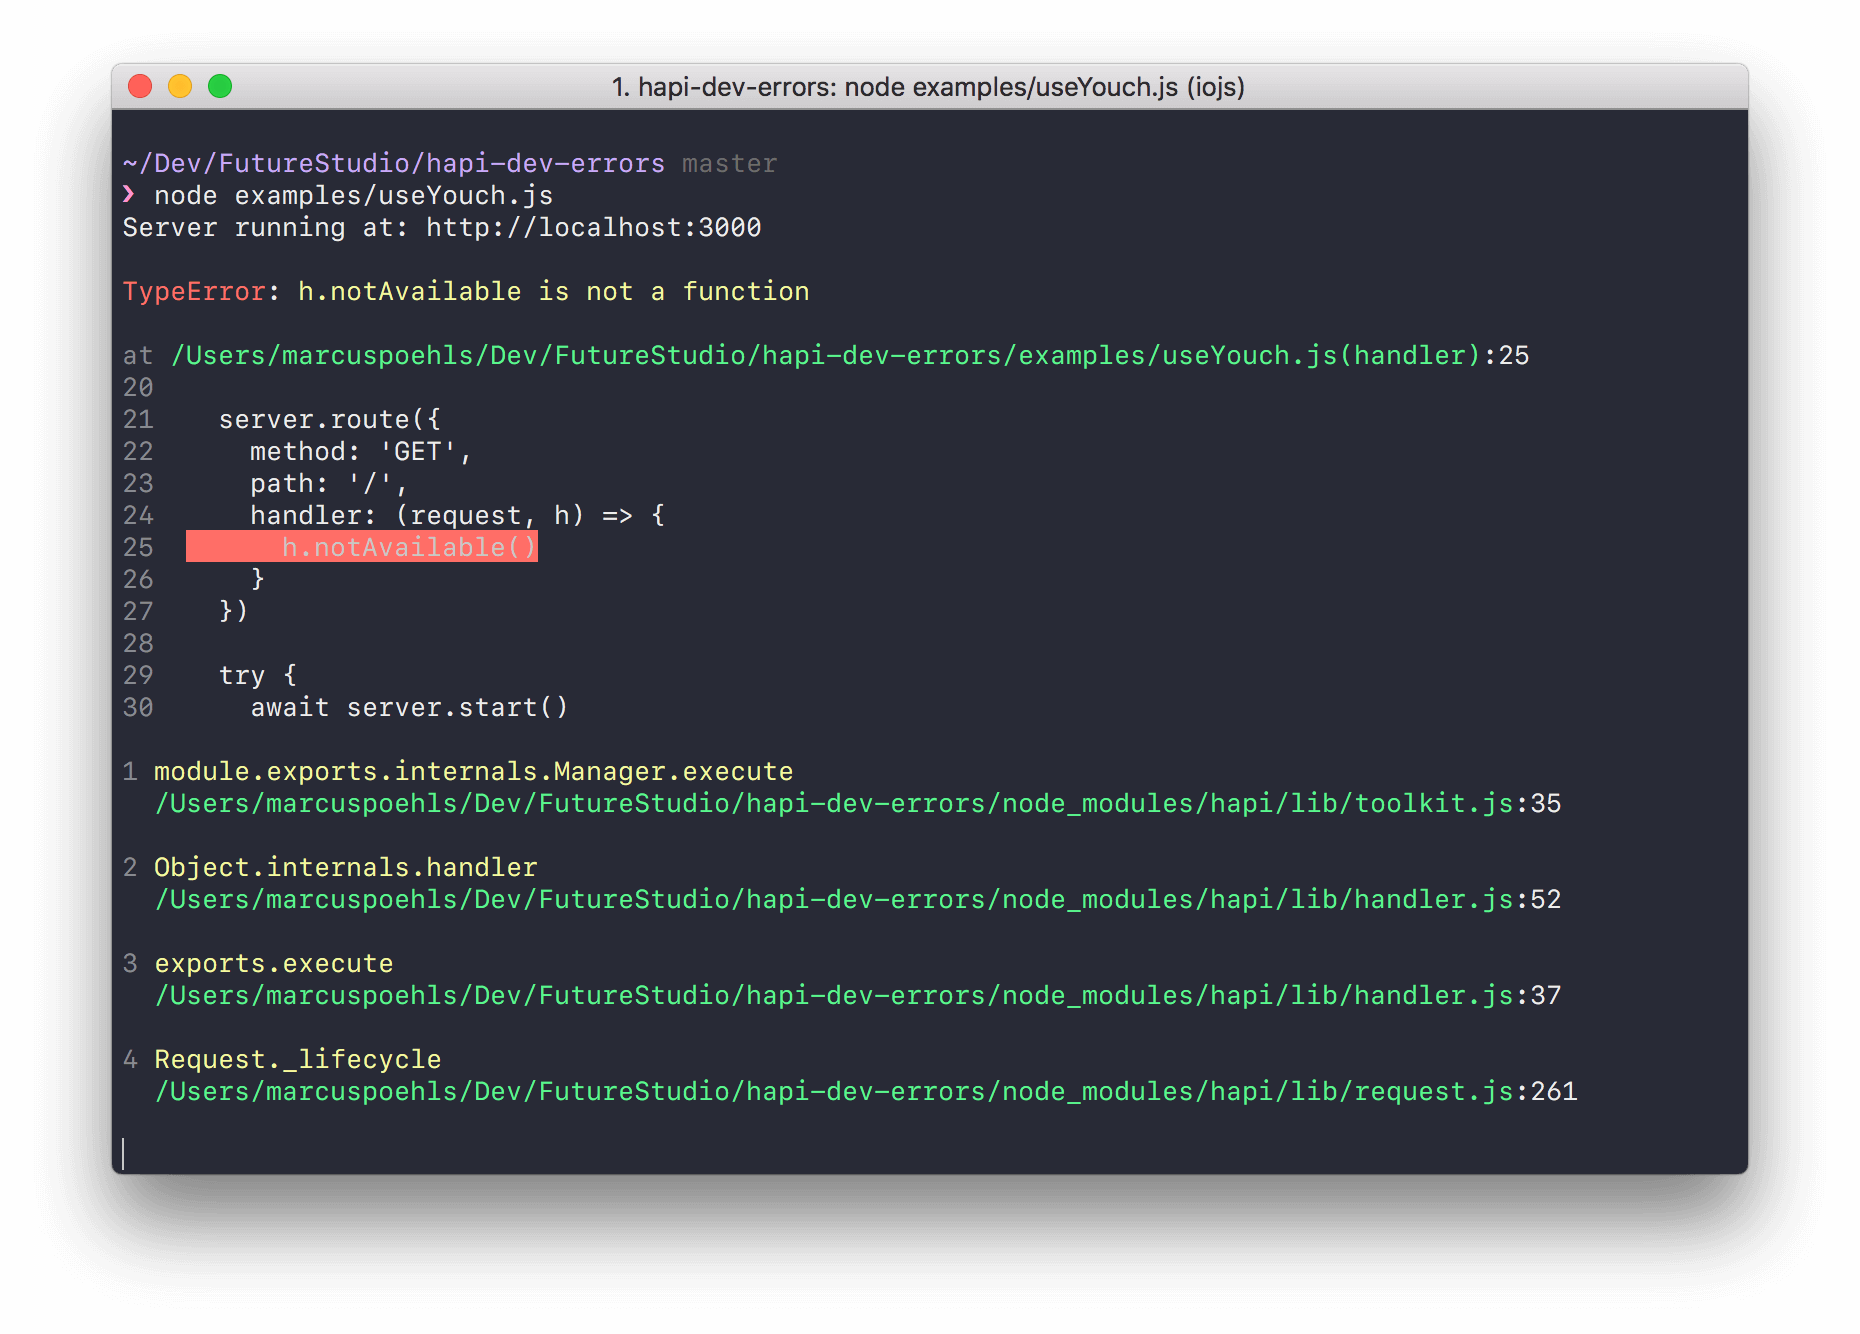 1. hapi-dev-errors: node examples/useYouch.js (iojs)
~/Dev/FutureStudio/hapi-dev-errors master
❯ node examples/useYouch.js
Server running at: http://localhost:3000
TypeError: h.notAvailable is not a function
at /Users/marcuspoehls/Dev/FutureStudio/hapi-dev-errors/examples/useYouch.js(handler):25
20
21    server.route({
22      method: 'GET',
23      path: '/',
24      handler: (request, h) => {
25        h.notAvailable()
26      }
27    })
28
29    try {
30      await server.start()
1 module.exports.internals.Manager.execute
/Users/marcuspoehls/Dev/FutureStudio/hapi-dev-errors/node_modules/hapi/lib/toolkit.js:35
2 Object.internals.handler
/Users/marcuspoehls/Dev/FutureStudio/hapi-dev-errors/node_modules/hapi/lib/handler.js:52
3 exports.execute
/Users/marcuspoehls/Dev/FutureStudio/hapi-dev-errors/node_modules/hapi/lib/handler.js:37
4 Request._lifecycle
/Users/marcuspoehls/Dev/FutureStudio/hapi-dev-errors/node_modules/hapi/lib/request.js:261